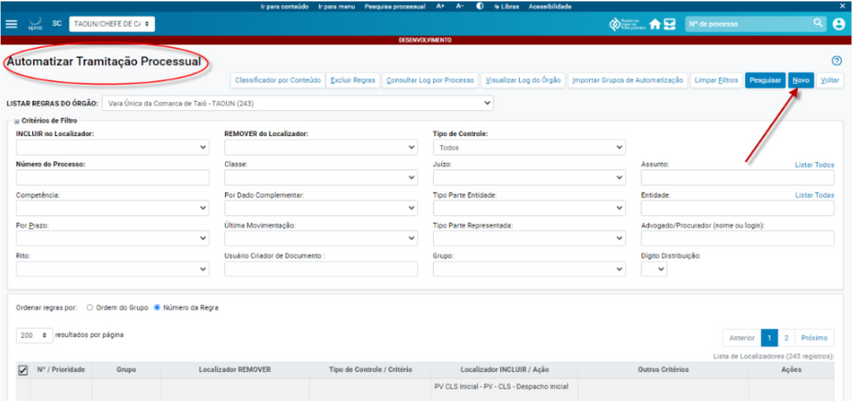 Ir para conteúdo Ir para menu Pesquisa processual A+ A- Libras Acessibilidade
eproc SC TAOUN/CHEFE DE CA Nº de processo
DESENVOLVIMENTO
Automatizar Tramitação Processual
Classificador por Conteúdo Excluir Regras Consultar Log por Processo Visualizar Log do Órgão Importar Grupos de Automatização Limpar Filtros Pesquisar Novo Voltar
LISTAR REGRAS DO ÓRGÃO: Vara Única da Comarca de Taió - TAOUN (243)
Critérios de Filtro
INCLUIR no Localizador: REMOVER do Localizador: Tipo de Controle:
Todos
Número do Processo: Classe: Juízo: Assunto: Listar Todos
Competência: Por Dado Complementar: Tipo Parte Entidade: Entidade: Listar Todas
Por Prazo: Última Movimentação: Tipo Parte Representada: Advogado/Procurador (nome ou login):
Rito: Usuário Criador de Documento : Grupo: Dígito Distribuição:
Ordenar regras por: Ordem do Grupo Número da Regra
200 resultados por página
Anterior 1 2 Próximo
Lista de Localizadores (243 registros):
Nº / Prioridade Grupo Localizador REMOVER Tipo de Controle / Critério Localizador INCLUIR / Ação Outros Critérios Ações
PV CLS Inicial - PV - CLS - Despacho inicial